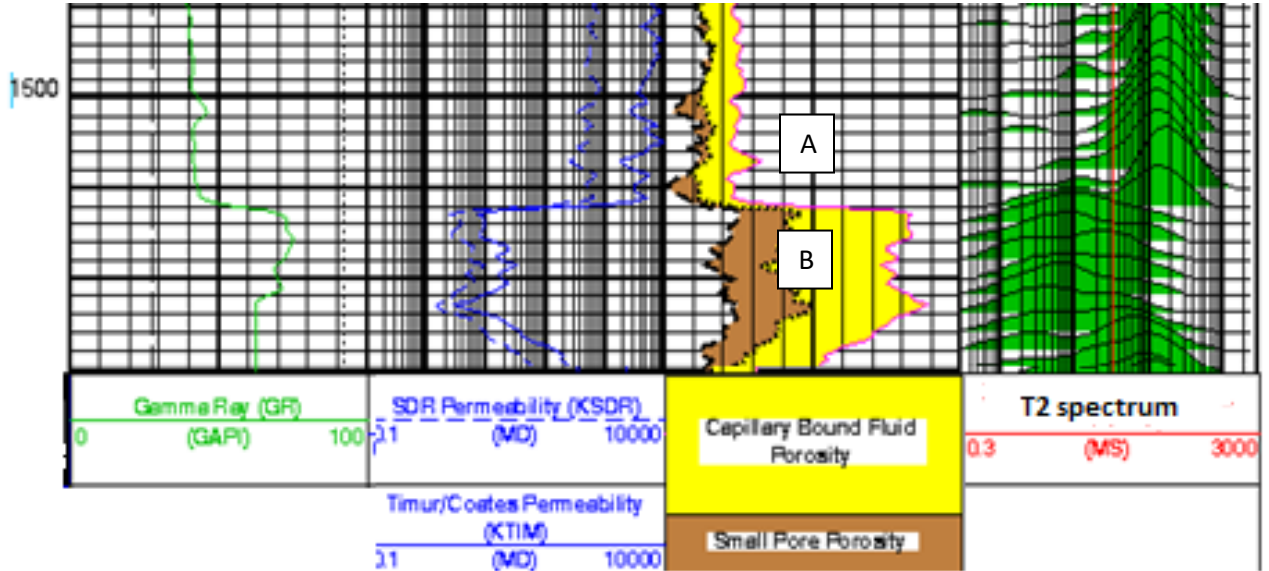 1500
A
B
Gamma Ray (GR)
0 (GAPI) 100
SDR Permeability (KSDR)
0.1 (MD) 10000
Timur/Coates Permeability
(KTIM)
0.1 (MD) 10000
Capillary Bound Fluid
Porosity
Small Pore Porosity
T2 spectrum
0.3 (MS) 3000